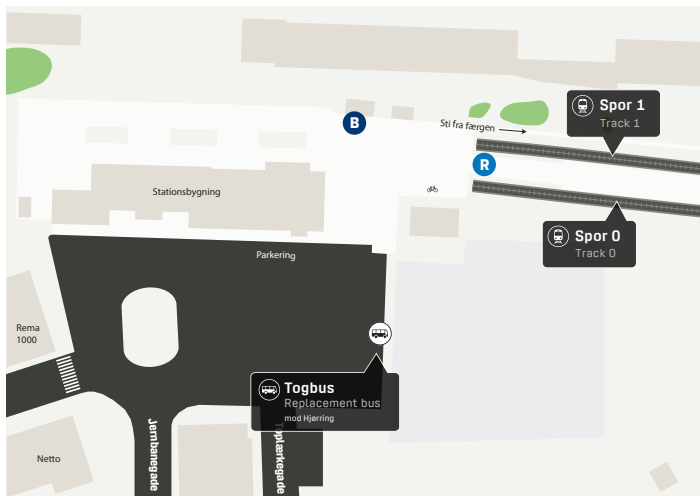 Spor 1
Track 1
B
Sti fra færgen
R
Stationsbygning
Spor 0
Track 0
Parkering
Rema
1000
Togbus
Replacement bus
mod Hjørring
Jernbanegade
Toplærkegade
Netto